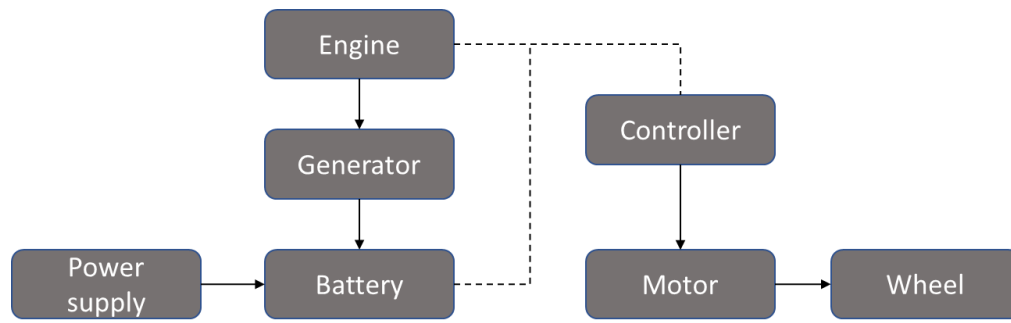 Engine
Controller
Generator
Power
supply
Battery
Motor
Wheel